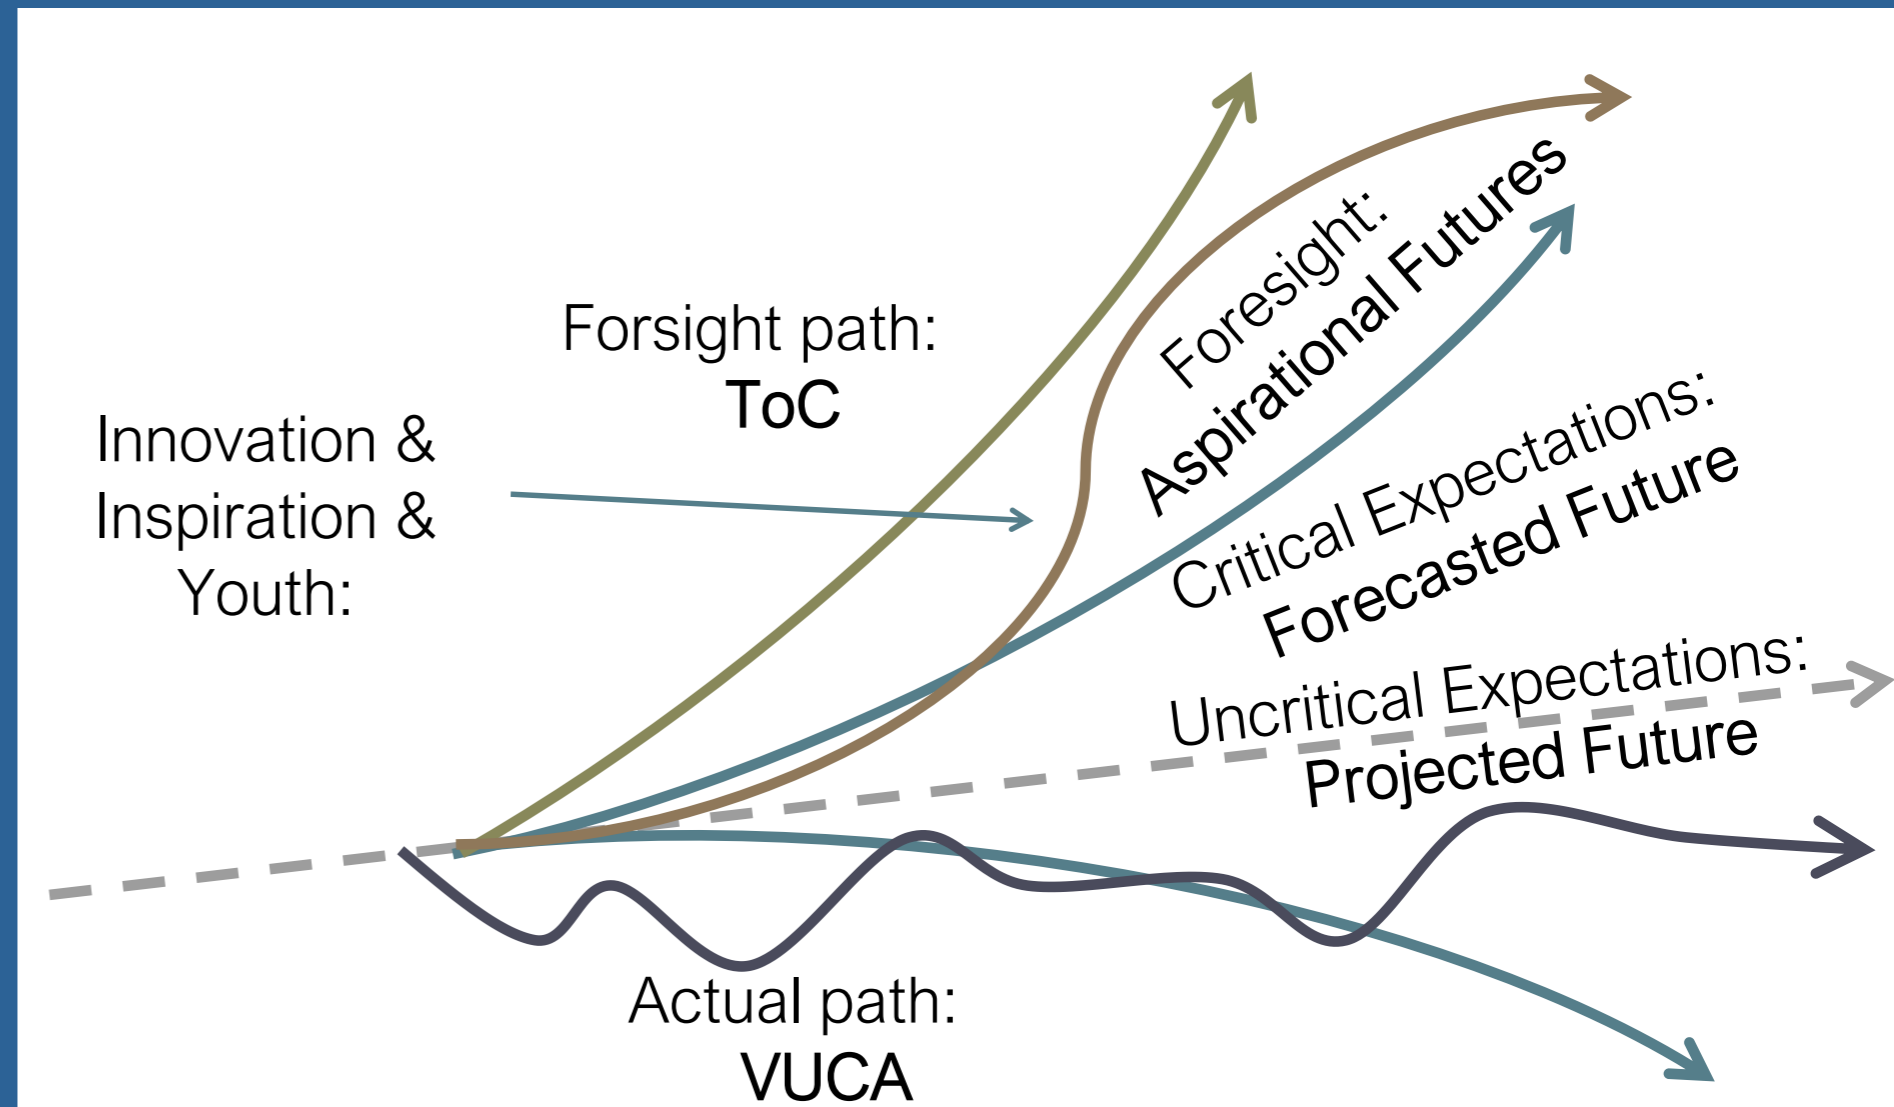 Forsight path:
ToC
Innovation &
Inspiration &
Youth:
Foresight:
Aspirational Futures
Critical Expectations:
Forecasted Future
Uncritical Expectations:
Projected Future
Actual path:
VUCA